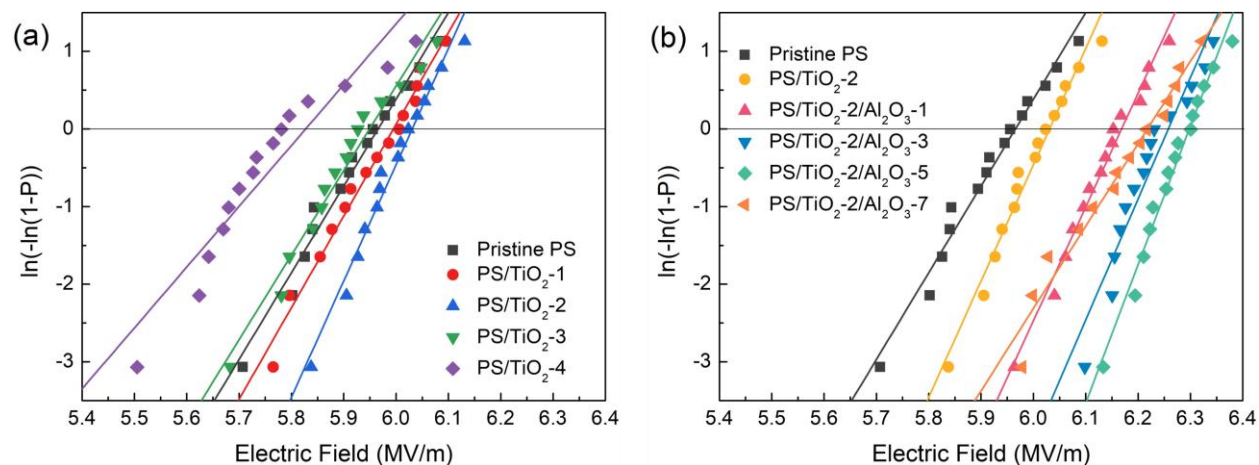 (a)
ln(-ln(1-P))
1
0
-1
-2
-3
Pristine PS
PS/TiO₂-1
PS/TiO₂-2
PS/TiO₂-3
PS/TiO₂-4
5.4 5.5 5.6 5.7 5.8 5.9 6.0 6.1 6.2 6.3 6.4
Electric Field (MV/m)
(b)
ln(-ln(1-P))
1
0
-1
-2
-3
Pristine PS
PS/TiO₂-2
PS/TiO₂-2/Al₂O₃-1
PS/TiO₂-2/Al₂O₃-3
PS/TiO₂-2/Al₂O₃-5
PS/TiO₂-2/Al₂O₃-7
5.4 5.5 5.6 5.7 5.8 5.9 6.0 6.1 6.2 6.3 6.4
Electric Field (MV/m)